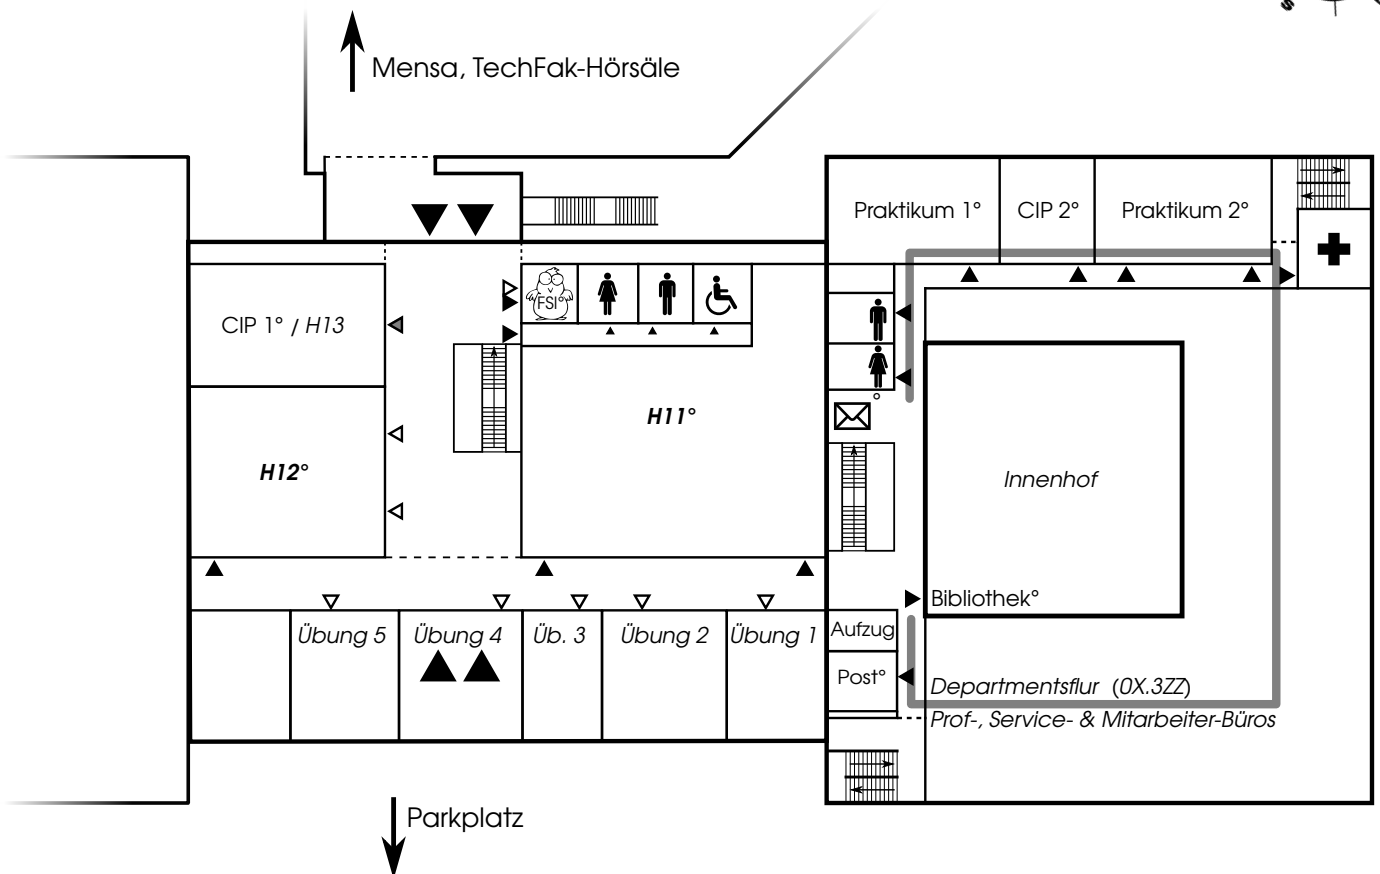 S
Mensa, TechFak-Hörsäle
Praktikum 1°
CIP 2°
Praktikum 2°
FSI°
CIP 1° / H13
H11°
H12°
Innenhof
Bibliothek°
Übung 5
Übung 4
Üb. 3
Übung 2
Übung 1
Aufzug
Post°
Departmentsflur (0X.3ZZ)
Prof-, Service- & Mitarbeiter-Büros
Parkplatz